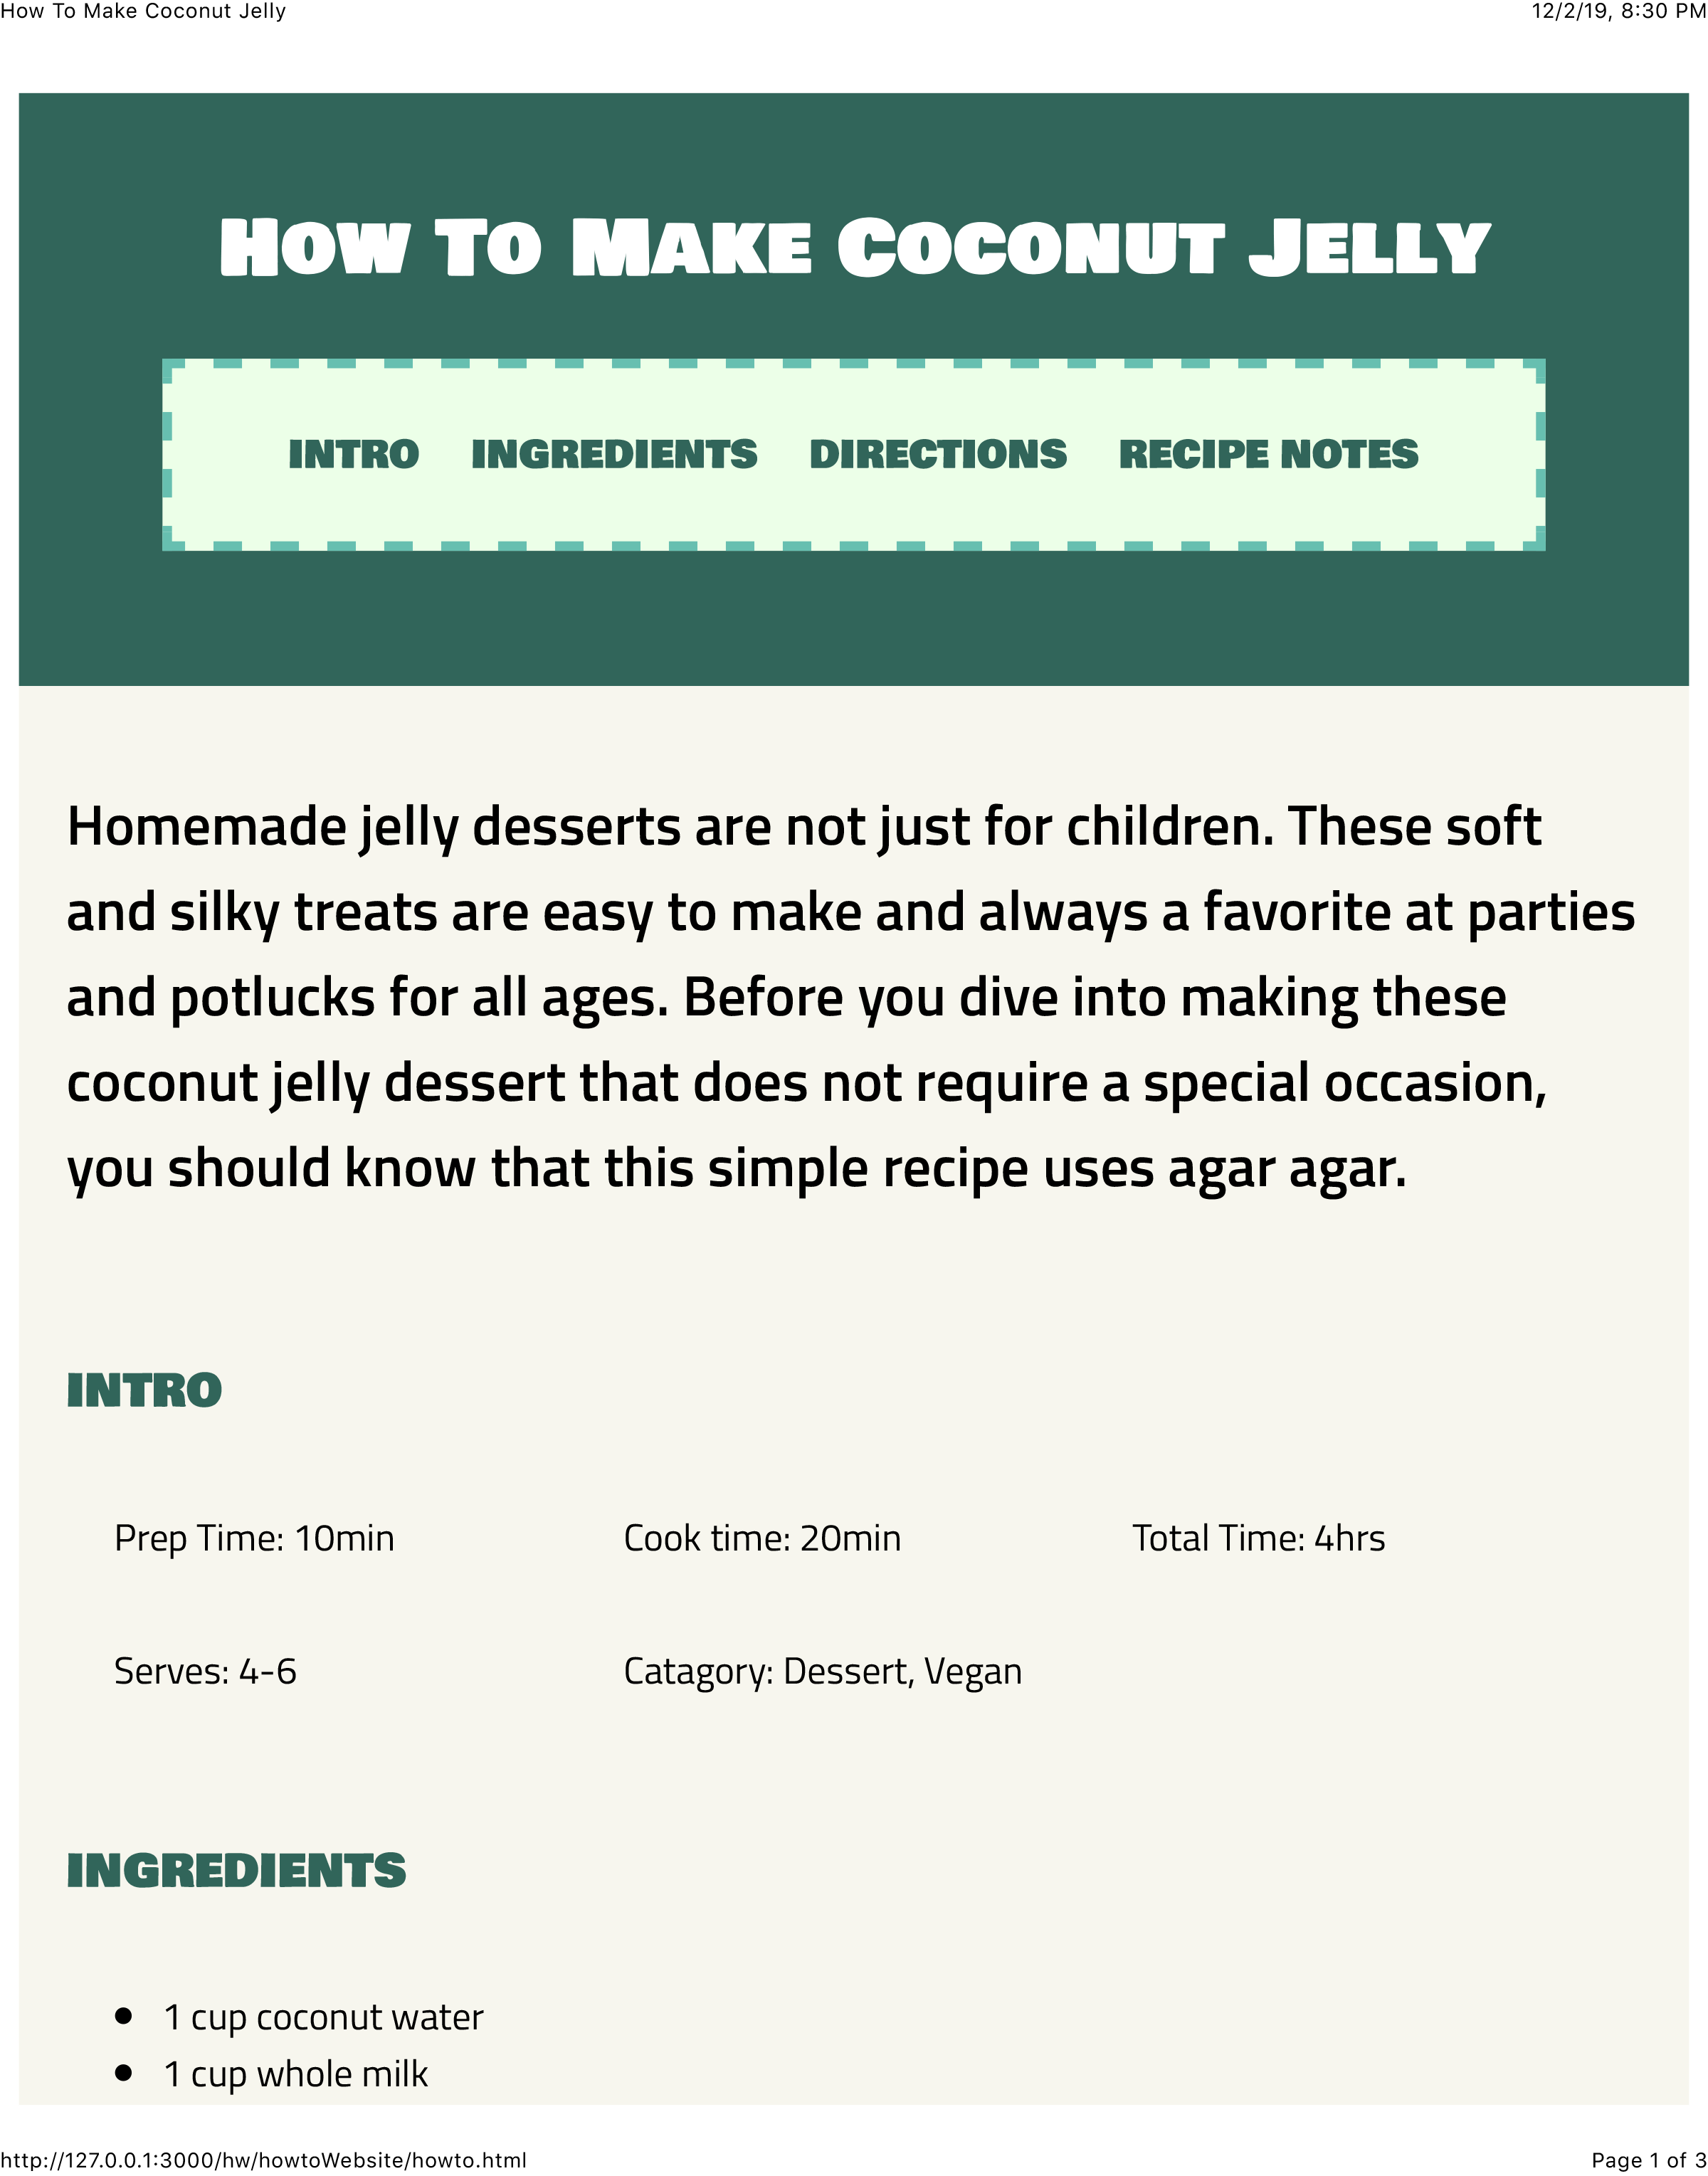 How To Make Coconut Jelly 12/2/19, 8:30 PM
How To Make Coconut Jelly
INTRO INGREDIENTS DIRECTIONS RECIPE NOTES
Homemade jelly desserts are not just for children. These soft
and silky treats are easy to make and always a favorite at parties
and potlucks for all ages. Before you dive into making these
coconut jelly dessert that does not require a special occasion,
you should know that this simple recipe uses agar agar.
INTRO
Prep Time: 10min Cook time: 20min Total Time: 4hrs
Serves: 4-6 Catagory: Dessert, Vegan
INGREDIENTS
• 1 cup coconut water
• 1 cup whole milk
http://127.0.0.1:3000/hw/howtoWebsite/howto.html Page 1 of 3